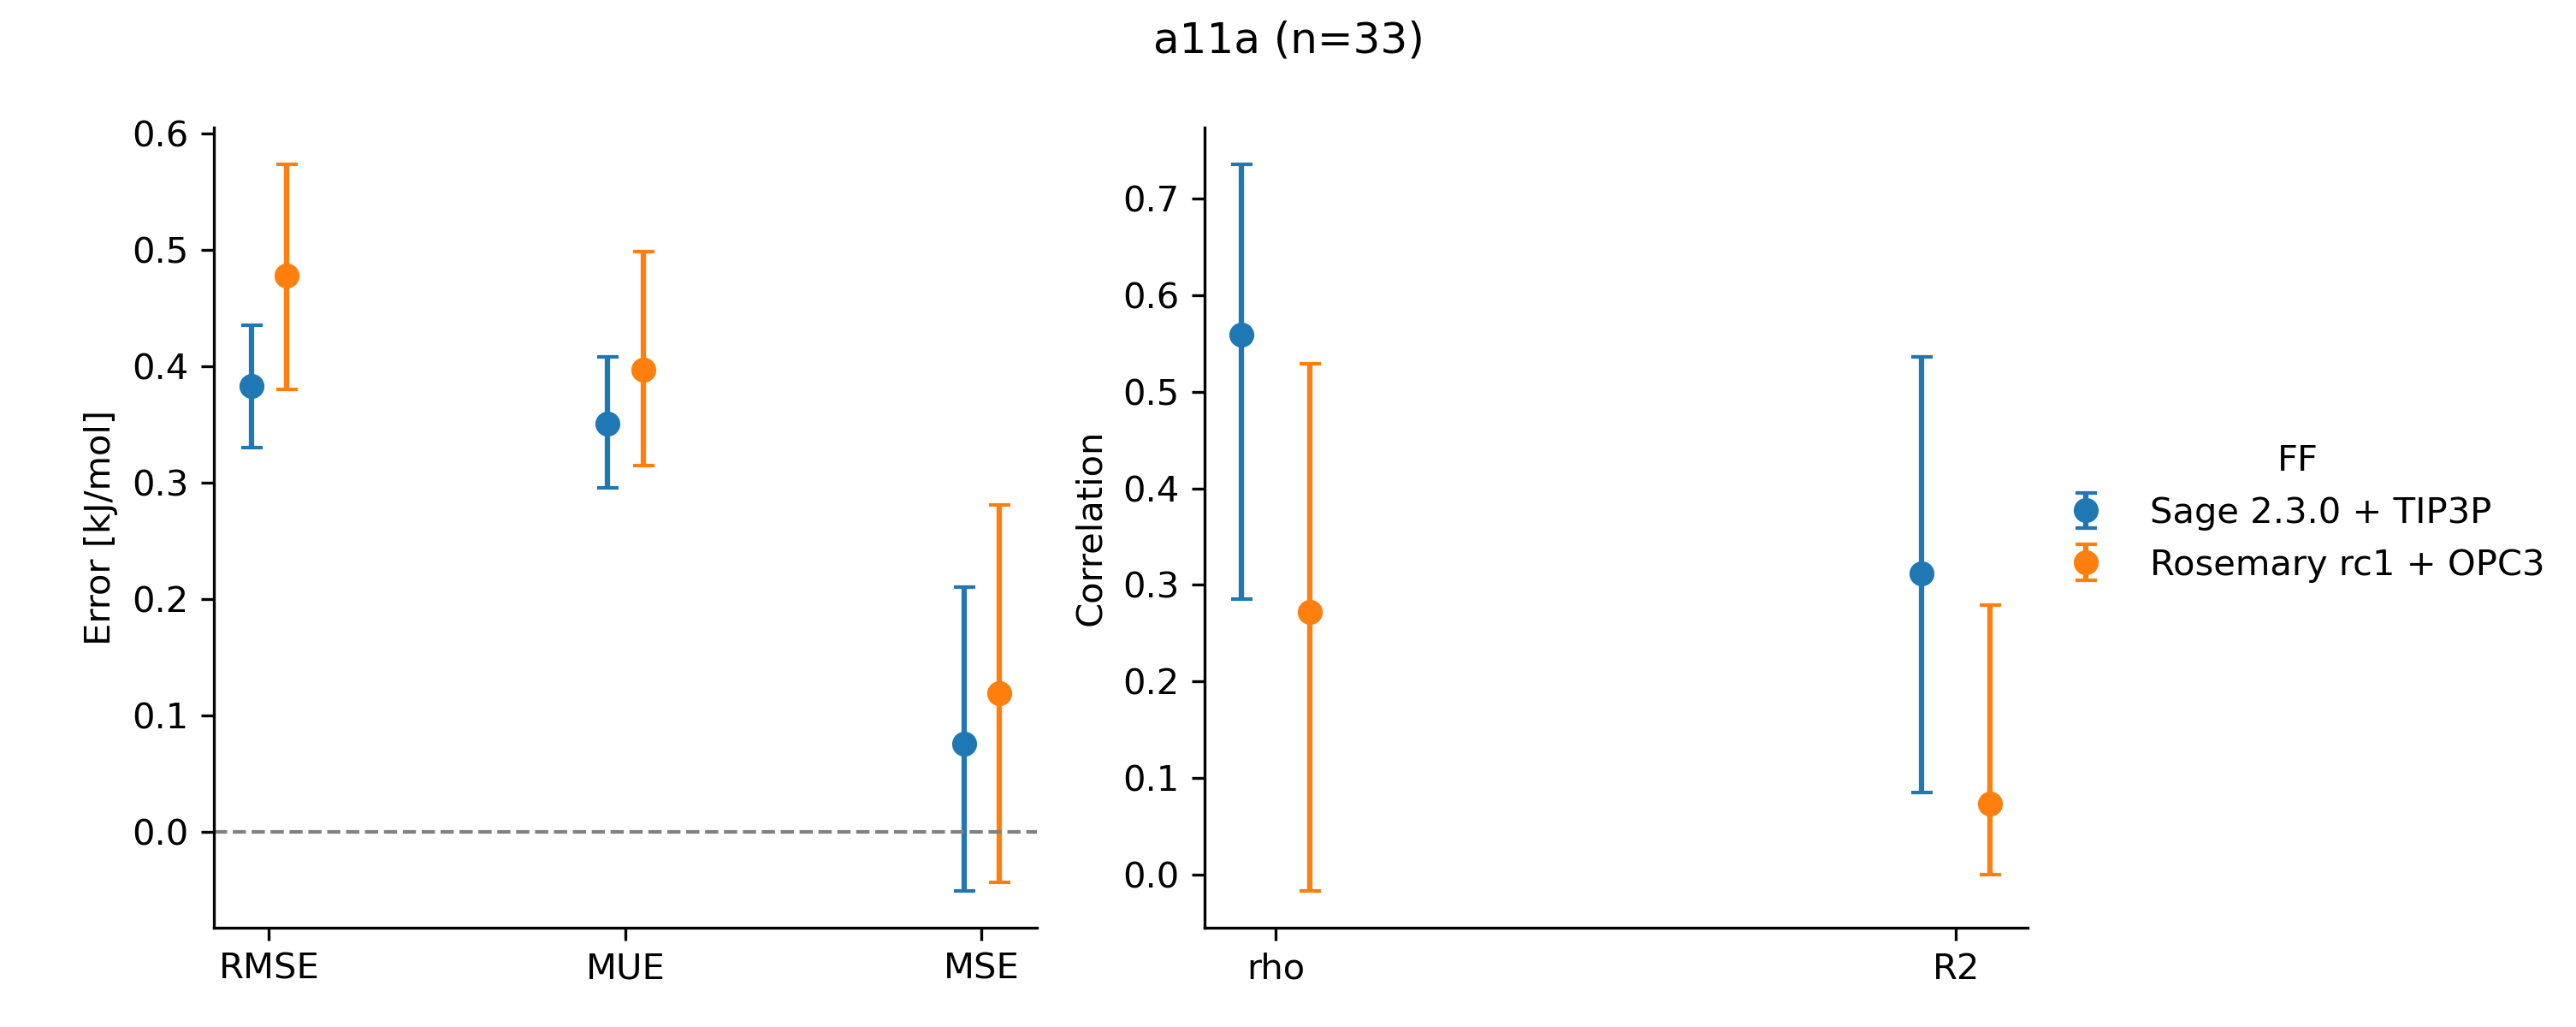 a11a (n=33)
Error [kJ/mol]
0.6
0.5
0.4
0.3
0.2
0.1
0.0
RMSE
MUE
MSE
Correlation
0.7
0.6
0.5
0.4
0.3
0.2
0.1
0.0
rho
R2
FF
Sage 2.3.0 + TIP3P
Rosemary rc1 + OPC3